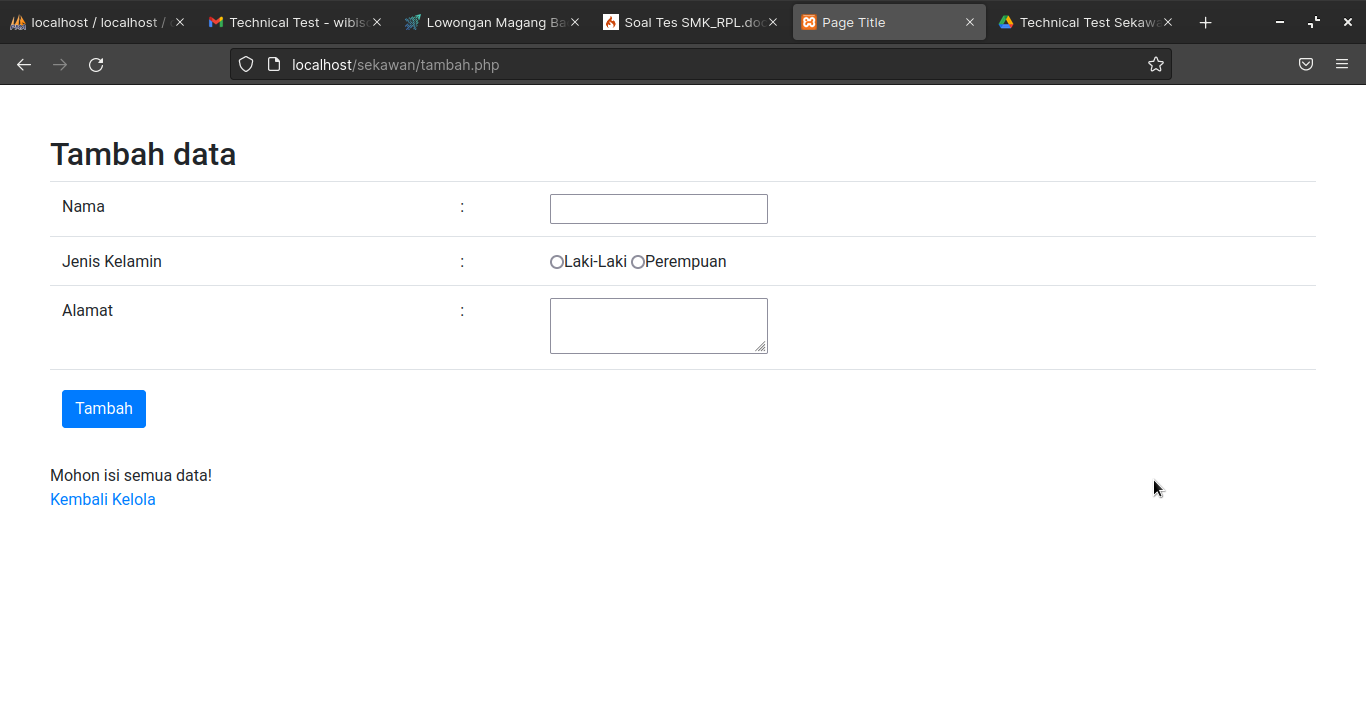 localhost / localhost /
Technical Test - wibis
Lowongan Magang Ba
Soal Tes SMK_RPL.doc
Page Title
Technical Test Sekawa
localhost/sekawan/tambah.php
Tambah data
Nama :
Jenis Kelamin : Laki-Laki Perempuan
Alamat :
Tambah
Mohon isi semua data!
Kembali Kelola